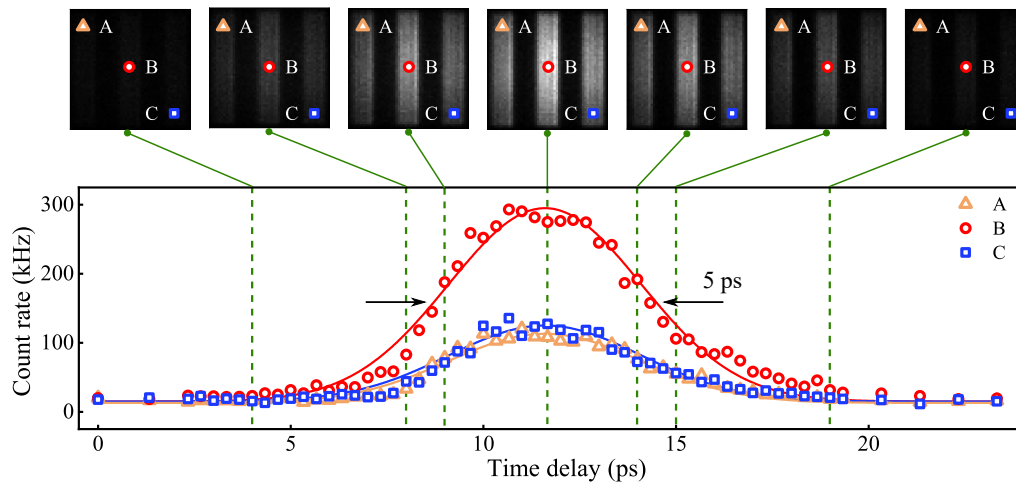 A A A A A A A
B B B B B B B
C C C C C C C
300
200
100
0
Count rate (kHz)
5 ps
A
B
C
0 5 10 15 20
Time delay (ps)